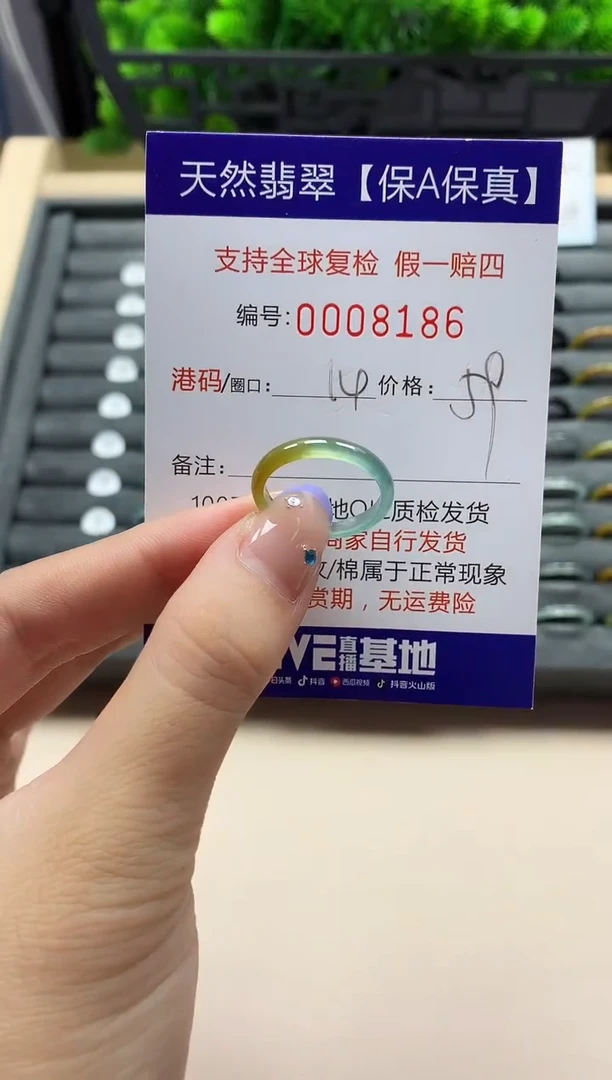 天然翡翠【保A保真】
支持全球复检 假一赔四
编号:0008186
港码/圈口: 14 价格:
备注:
质检发货
商家自行发货
棉属于正常现象
赏期，无运费险
直播基地
抖音 西瓜视频 抖音火山版